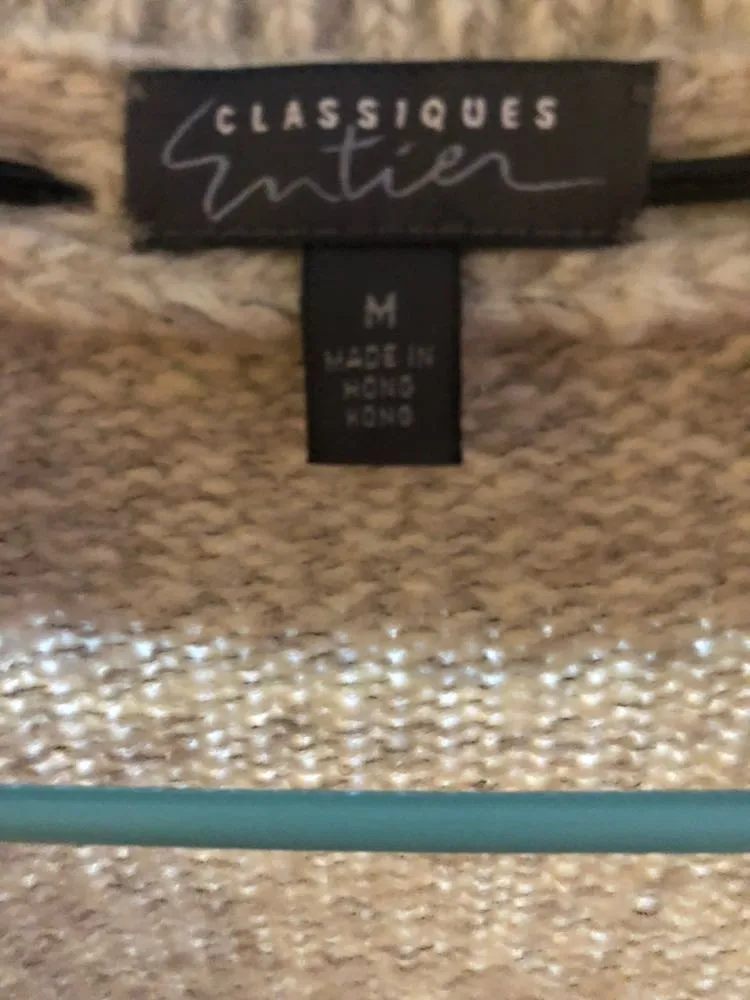 CLASSIQUES
Entier
M
MADE IN
HONG
KONG